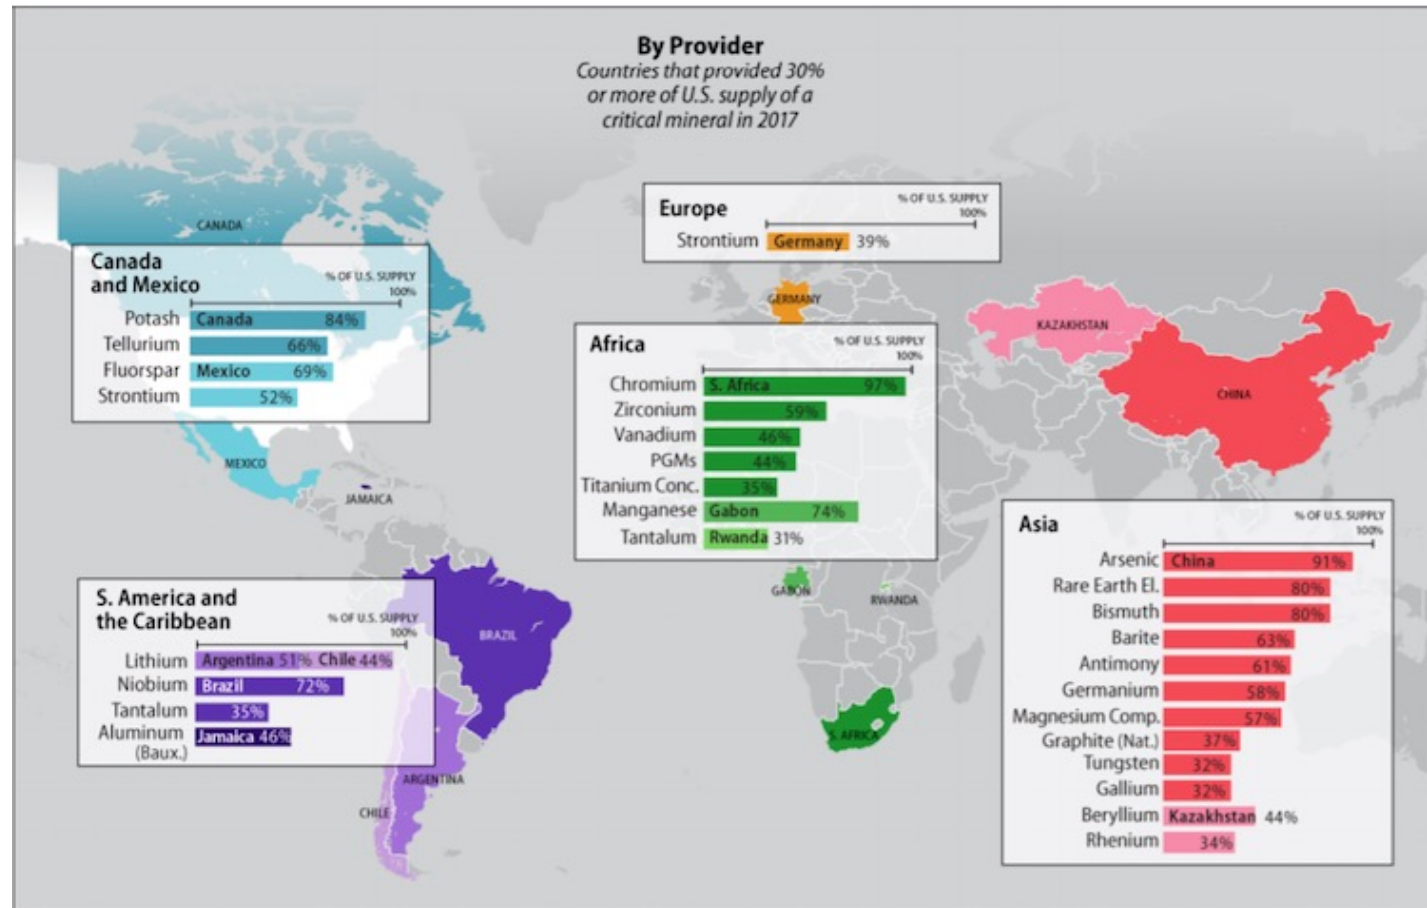 By Provider
Countries that provided 30%
or more of U.S. supply of a
critical mineral in 2017
CANADA
Canada
and Mexico
% OF U.S. SUPPLY
100%
Potash Canada 84%
Tellurium 66%
Fluorspar Mexico 69%
Strontium 52%
MEXICO
JAMAICA
Europe
% OF U.S. SUPPLY
100%
Strontium Germany 39%
GERMANY
Africa
% OF U.S. SUPPLY
100%
Chromium S. Africa 97%
Zirconium 59%
Vanadium 46%
PGMs 44%
Titanium Conc. 35%
Manganese Gabon 74%
Tantalum Rwanda 31%
GABON
RWANDA
S. AFRICA
KAZAKHSTAN
CHINA
S. America and
the Caribbean
% OF U.S. SUPPLY
100%
Lithium Argentina 51% Chile 44%
Niobium Brazil 72%
Tantalum 35%
Aluminum Jamaica 46%
(Baux.)
BRAZIL
ARGENTINA
CHILE
Asia
% OF U.S. SUPPLY
100%
Arsenic China 91%
Rare Earth El. 80%
Bismuth 80%
Barite 63%
Antimony 61%
Germanium 58%
Magnesium Comp. 57%
Graphite (Nat.) 37%
Tungsten 32%
Gallium 32%
Beryllium Kazakhstan 44%
Rhenium 34%